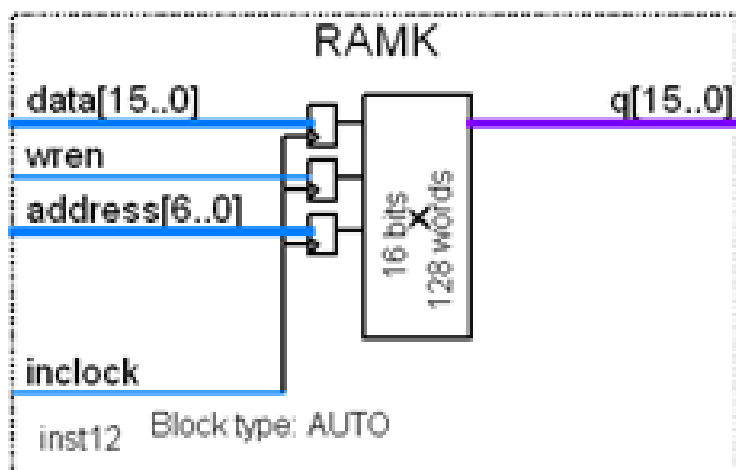 RAMK
data[15..0]
q[15..0]
wren
address[6..0]
16 bits
×
128 words
inclock
inst12
Block type: AUTO